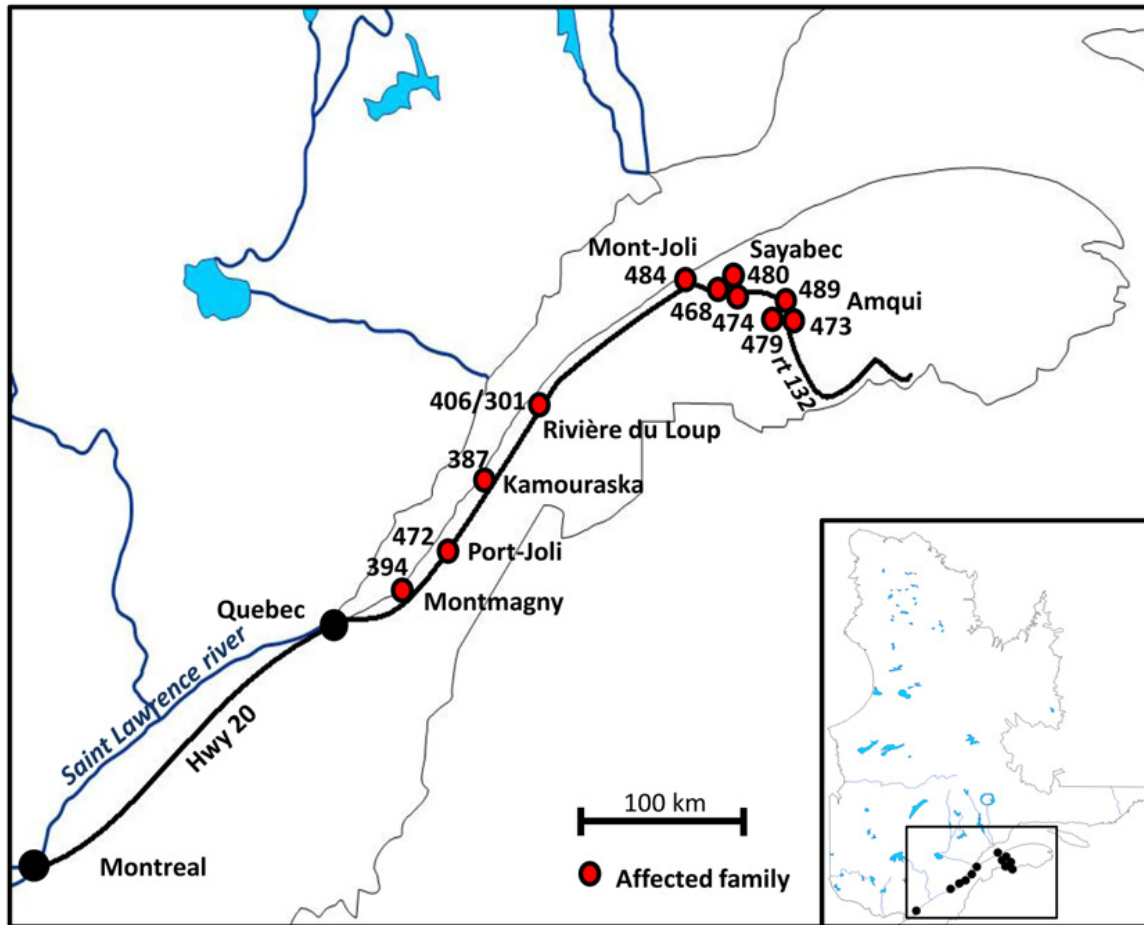 Mont-Joli
Sayabec
484
480
489
Amqui
468
474
473
479
rt 132
406/301
Rivière du Loup
387
Kamouraska
472
Port-Joli
394
Montmagny
Quebec
Saint Lawrence river
Hwy 20
100 km
Montreal
Affected family